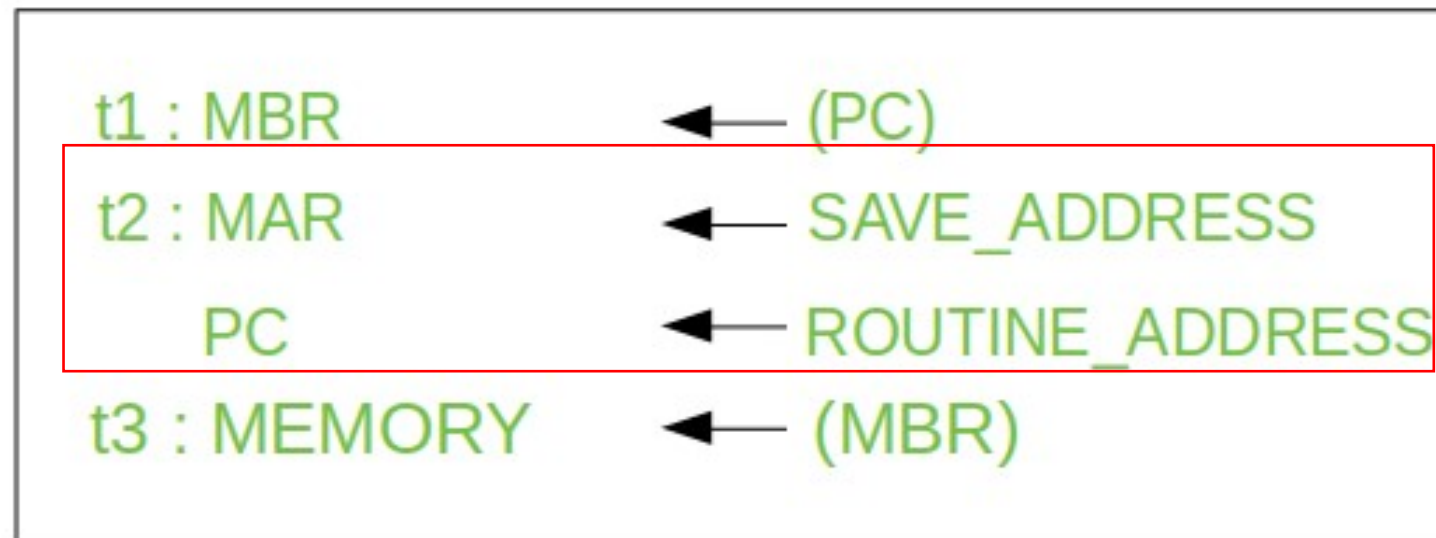 t1 : MBR ← (PC)
t2 : MAR ← SAVE_ADDRESS
PC ← ROUTINE_ADDRESS
t3 : MEMORY ← (MBR)